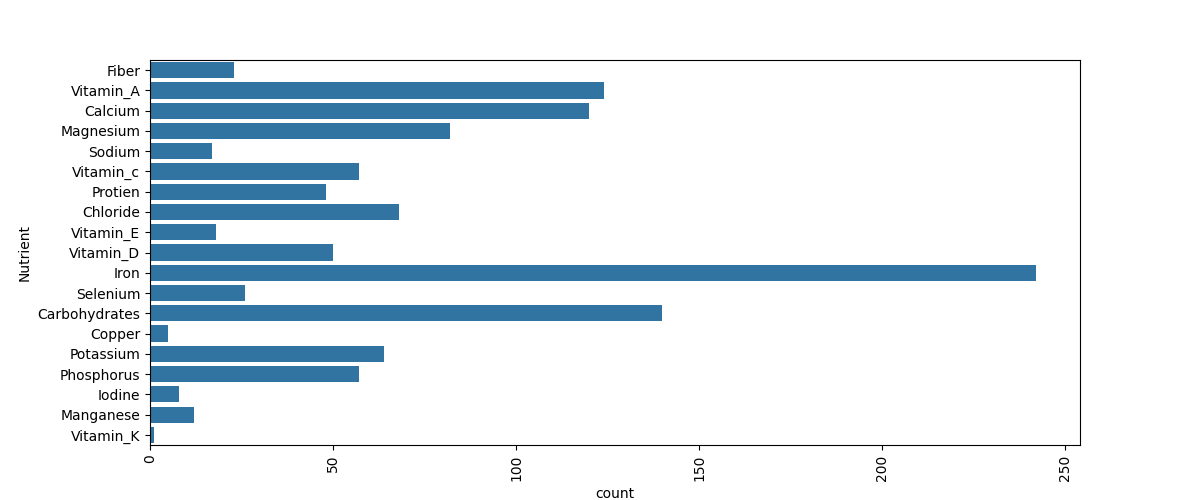 Nutrient
Fiber
Vitamin_A
Calcium
Magnesium
Sodium
Vitamin_c
Protien
Chloride
Vitamin_E
Vitamin_D
Iron
Selenium
Carbohydrates
Copper
Potassium
Phosphorus
Iodine
Manganese
Vitamin_K
0
50
100
150
200
250
count